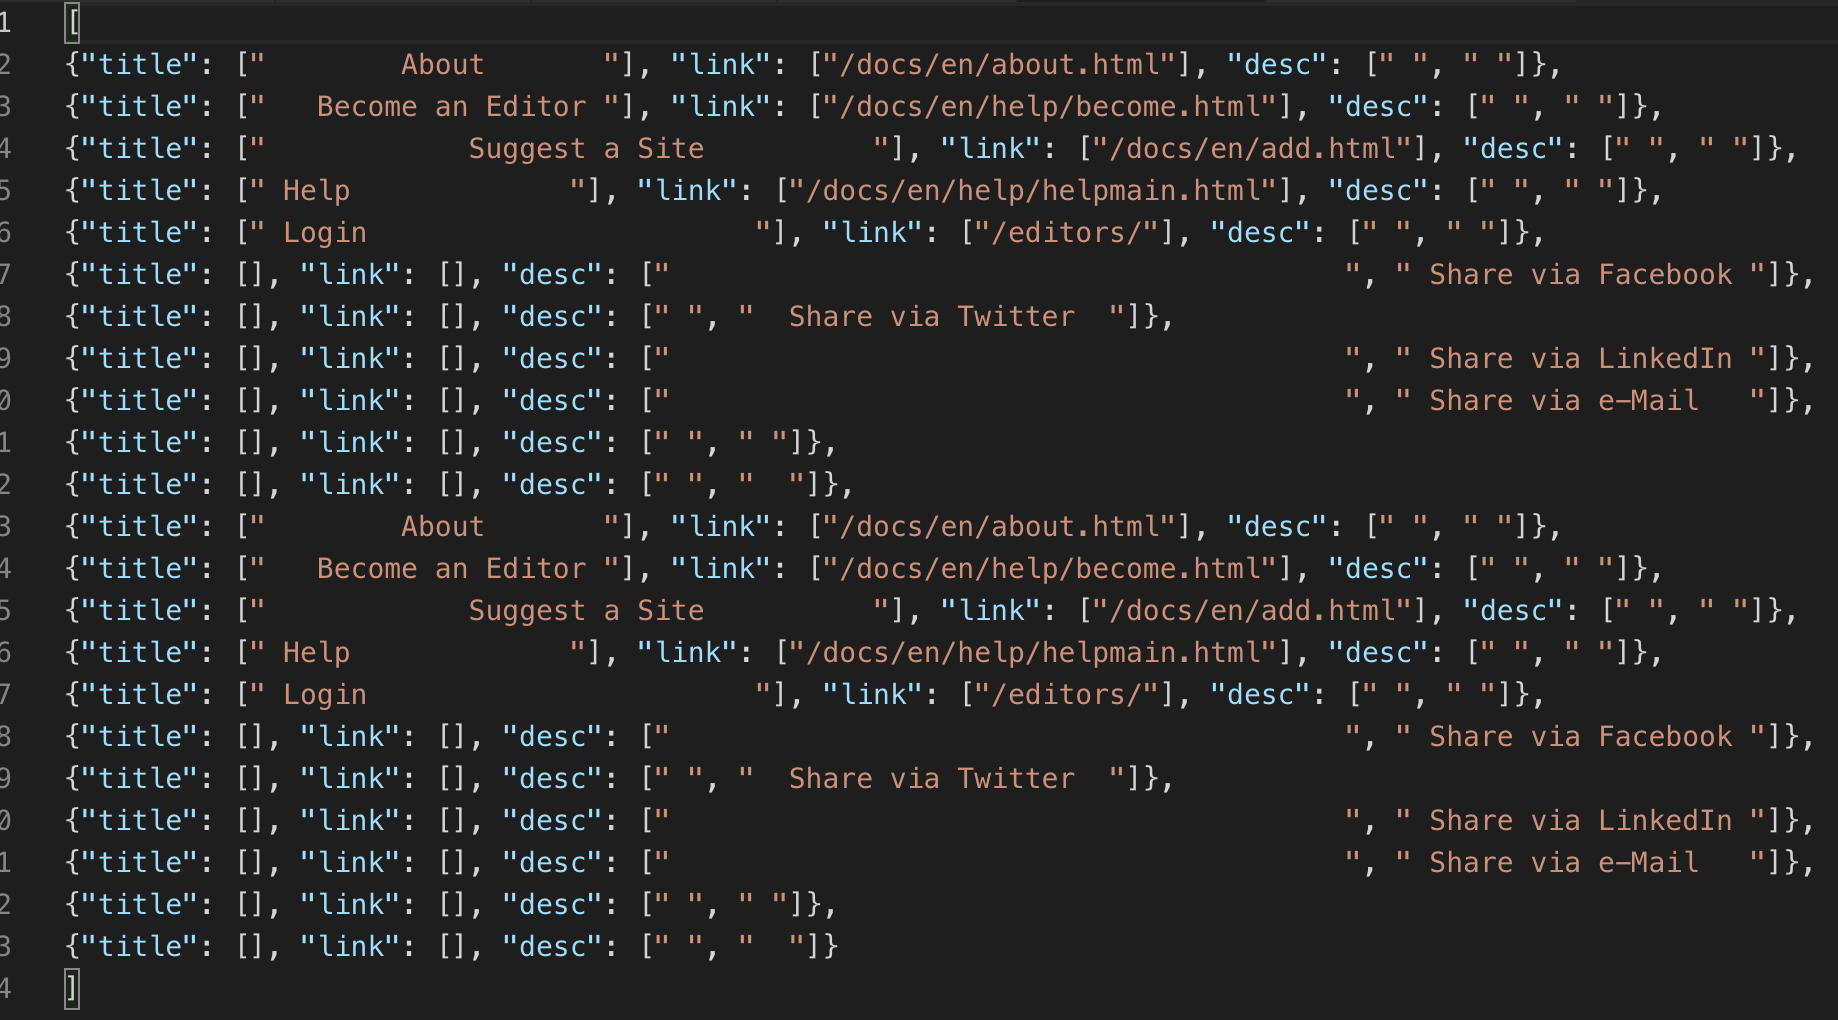 1 [
2 {"title": ["        About       "], "link": ["/docs/en/about.html"], "desc": [" ", " "]},
3 {"title": ["   Become an Editor "], "link": ["/docs/en/help/become.html"], "desc": [" ", " "]},
4 {"title": ["            Suggest a Site          "], "link": ["/docs/en/add.html"], "desc": [" ", " "]},
5 {"title": [" Help             "], "link": ["/docs/en/help/helpmain.html"], "desc": [" ", " "]},
6 {"title": [" Login                       "], "link": ["/editors/"], "desc": [" ", " "]},
7 {"title": [], "link": [], "desc": ["                                        ", " Share via Facebook "]},
8 {"title": [], "link": [], "desc": [" ", "  Share via Twitter  "]},
9 {"title": [], "link": [], "desc": ["                                        ", " Share via LinkedIn "]},
0 {"title": [], "link": [], "desc": ["                                        ", " Share via e-Mail   "]},
1 {"title": [], "link": [], "desc": [" ", " "]},
2 {"title": [], "link": [], "desc": [" ", "  "]},
3 {"title": ["        About       "], "link": ["/docs/en/about.html"], "desc": [" ", " "]},
4 {"title": ["   Become an Editor "], "link": ["/docs/en/help/become.html"], "desc": [" ", " "]},
5 {"title": ["            Suggest a Site          "], "link": ["/docs/en/add.html"], "desc": [" ", " "]},
6 {"title": [" Help             "], "link": ["/docs/en/help/helpmain.html"], "desc": [" ", " "]},
7 {"title": [" Login                       "], "link": ["/editors/"], "desc": [" ", " "]},
8 {"title": [], "link": [], "desc": ["                                        ", " Share via Facebook "]},
9 {"title": [], "link": [], "desc": [" ", "  Share via Twitter  "]},
0 {"title": [], "link": [], "desc": ["                                        ", " Share via LinkedIn "]},
1 {"title": [], "link": [], "desc": ["                                        ", " Share via e-Mail   "]},
2 {"title": [], "link": [], "desc": [" ", " "]},
3 {"title": [], "link": [], "desc": [" ", "  "]}
4 ]